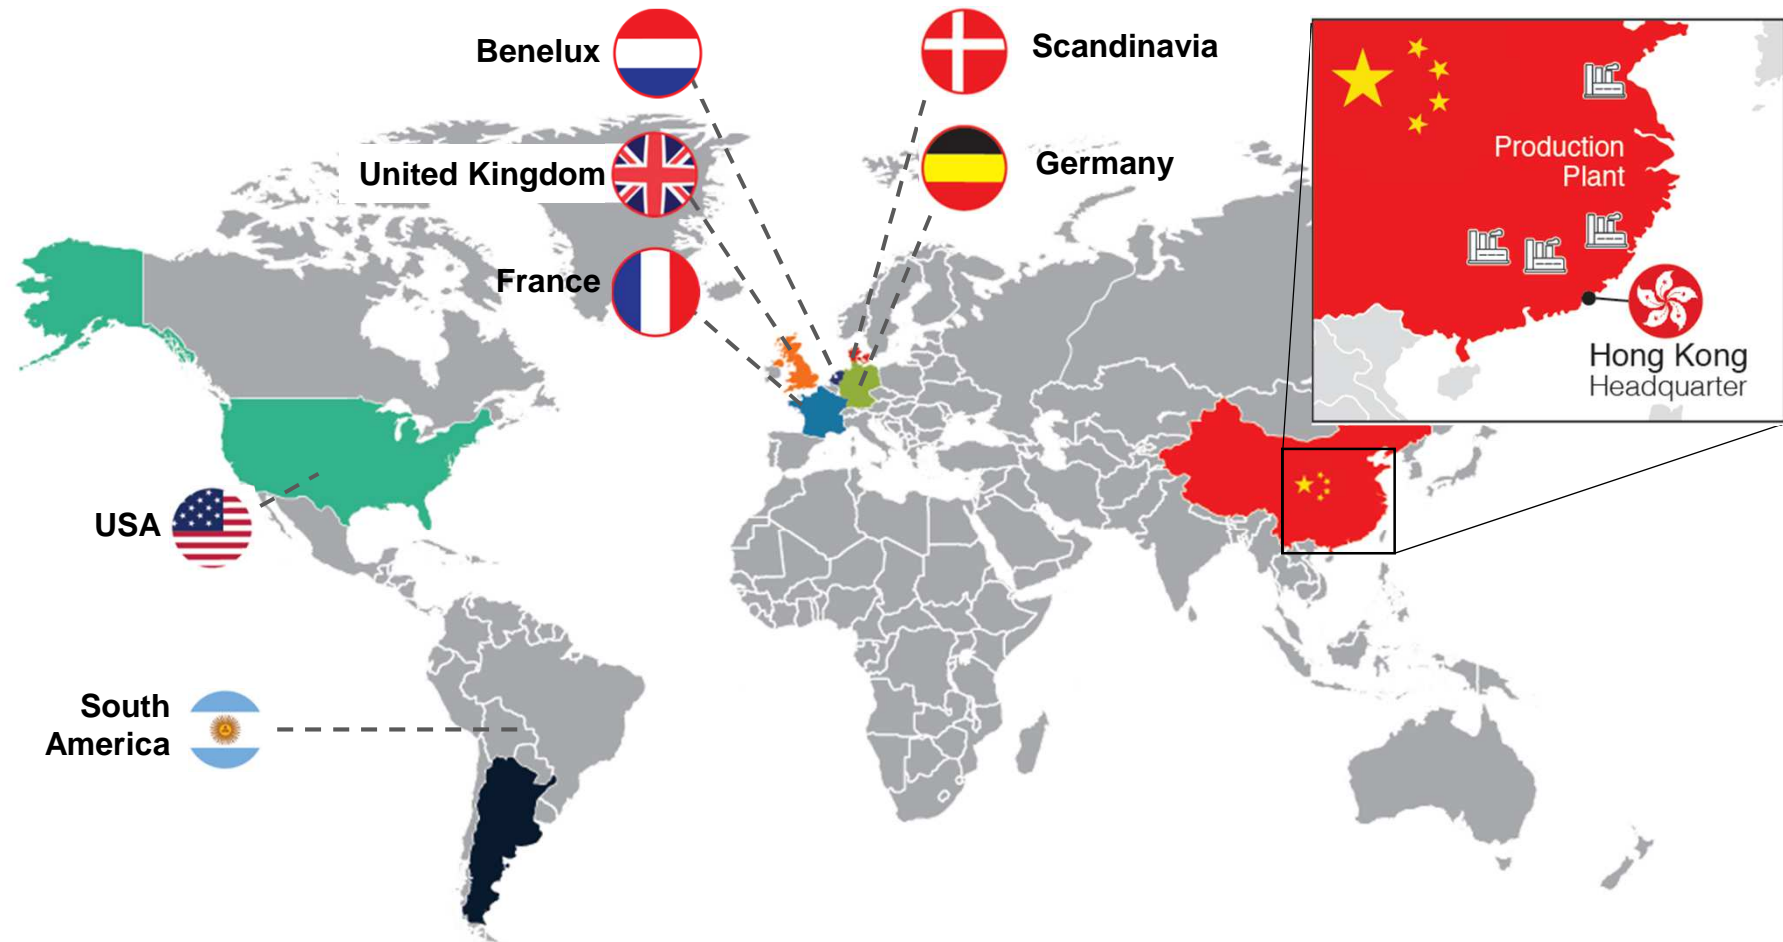 Benelux
Scandinavia
United Kingdom
Germany
France
USA
South
America
Production
Plant
Hong Kong
Headquarter